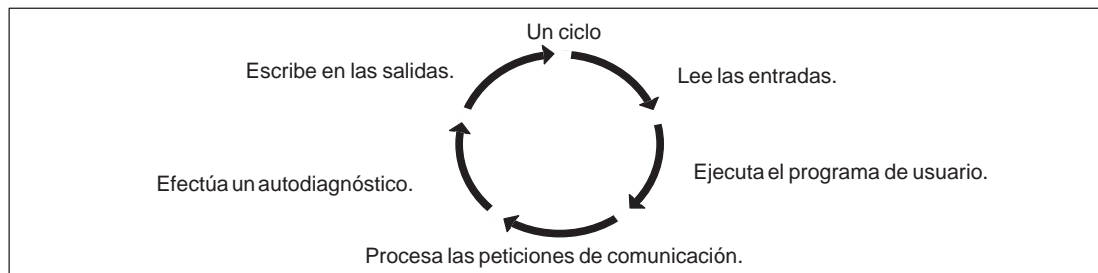 Un ciclo
Escribe en las salidas.
Lee las entradas.
Efectúa un autodiagnóstico.
Ejecuta el programa de usuario.
Procesa las peticiones de comunicación.